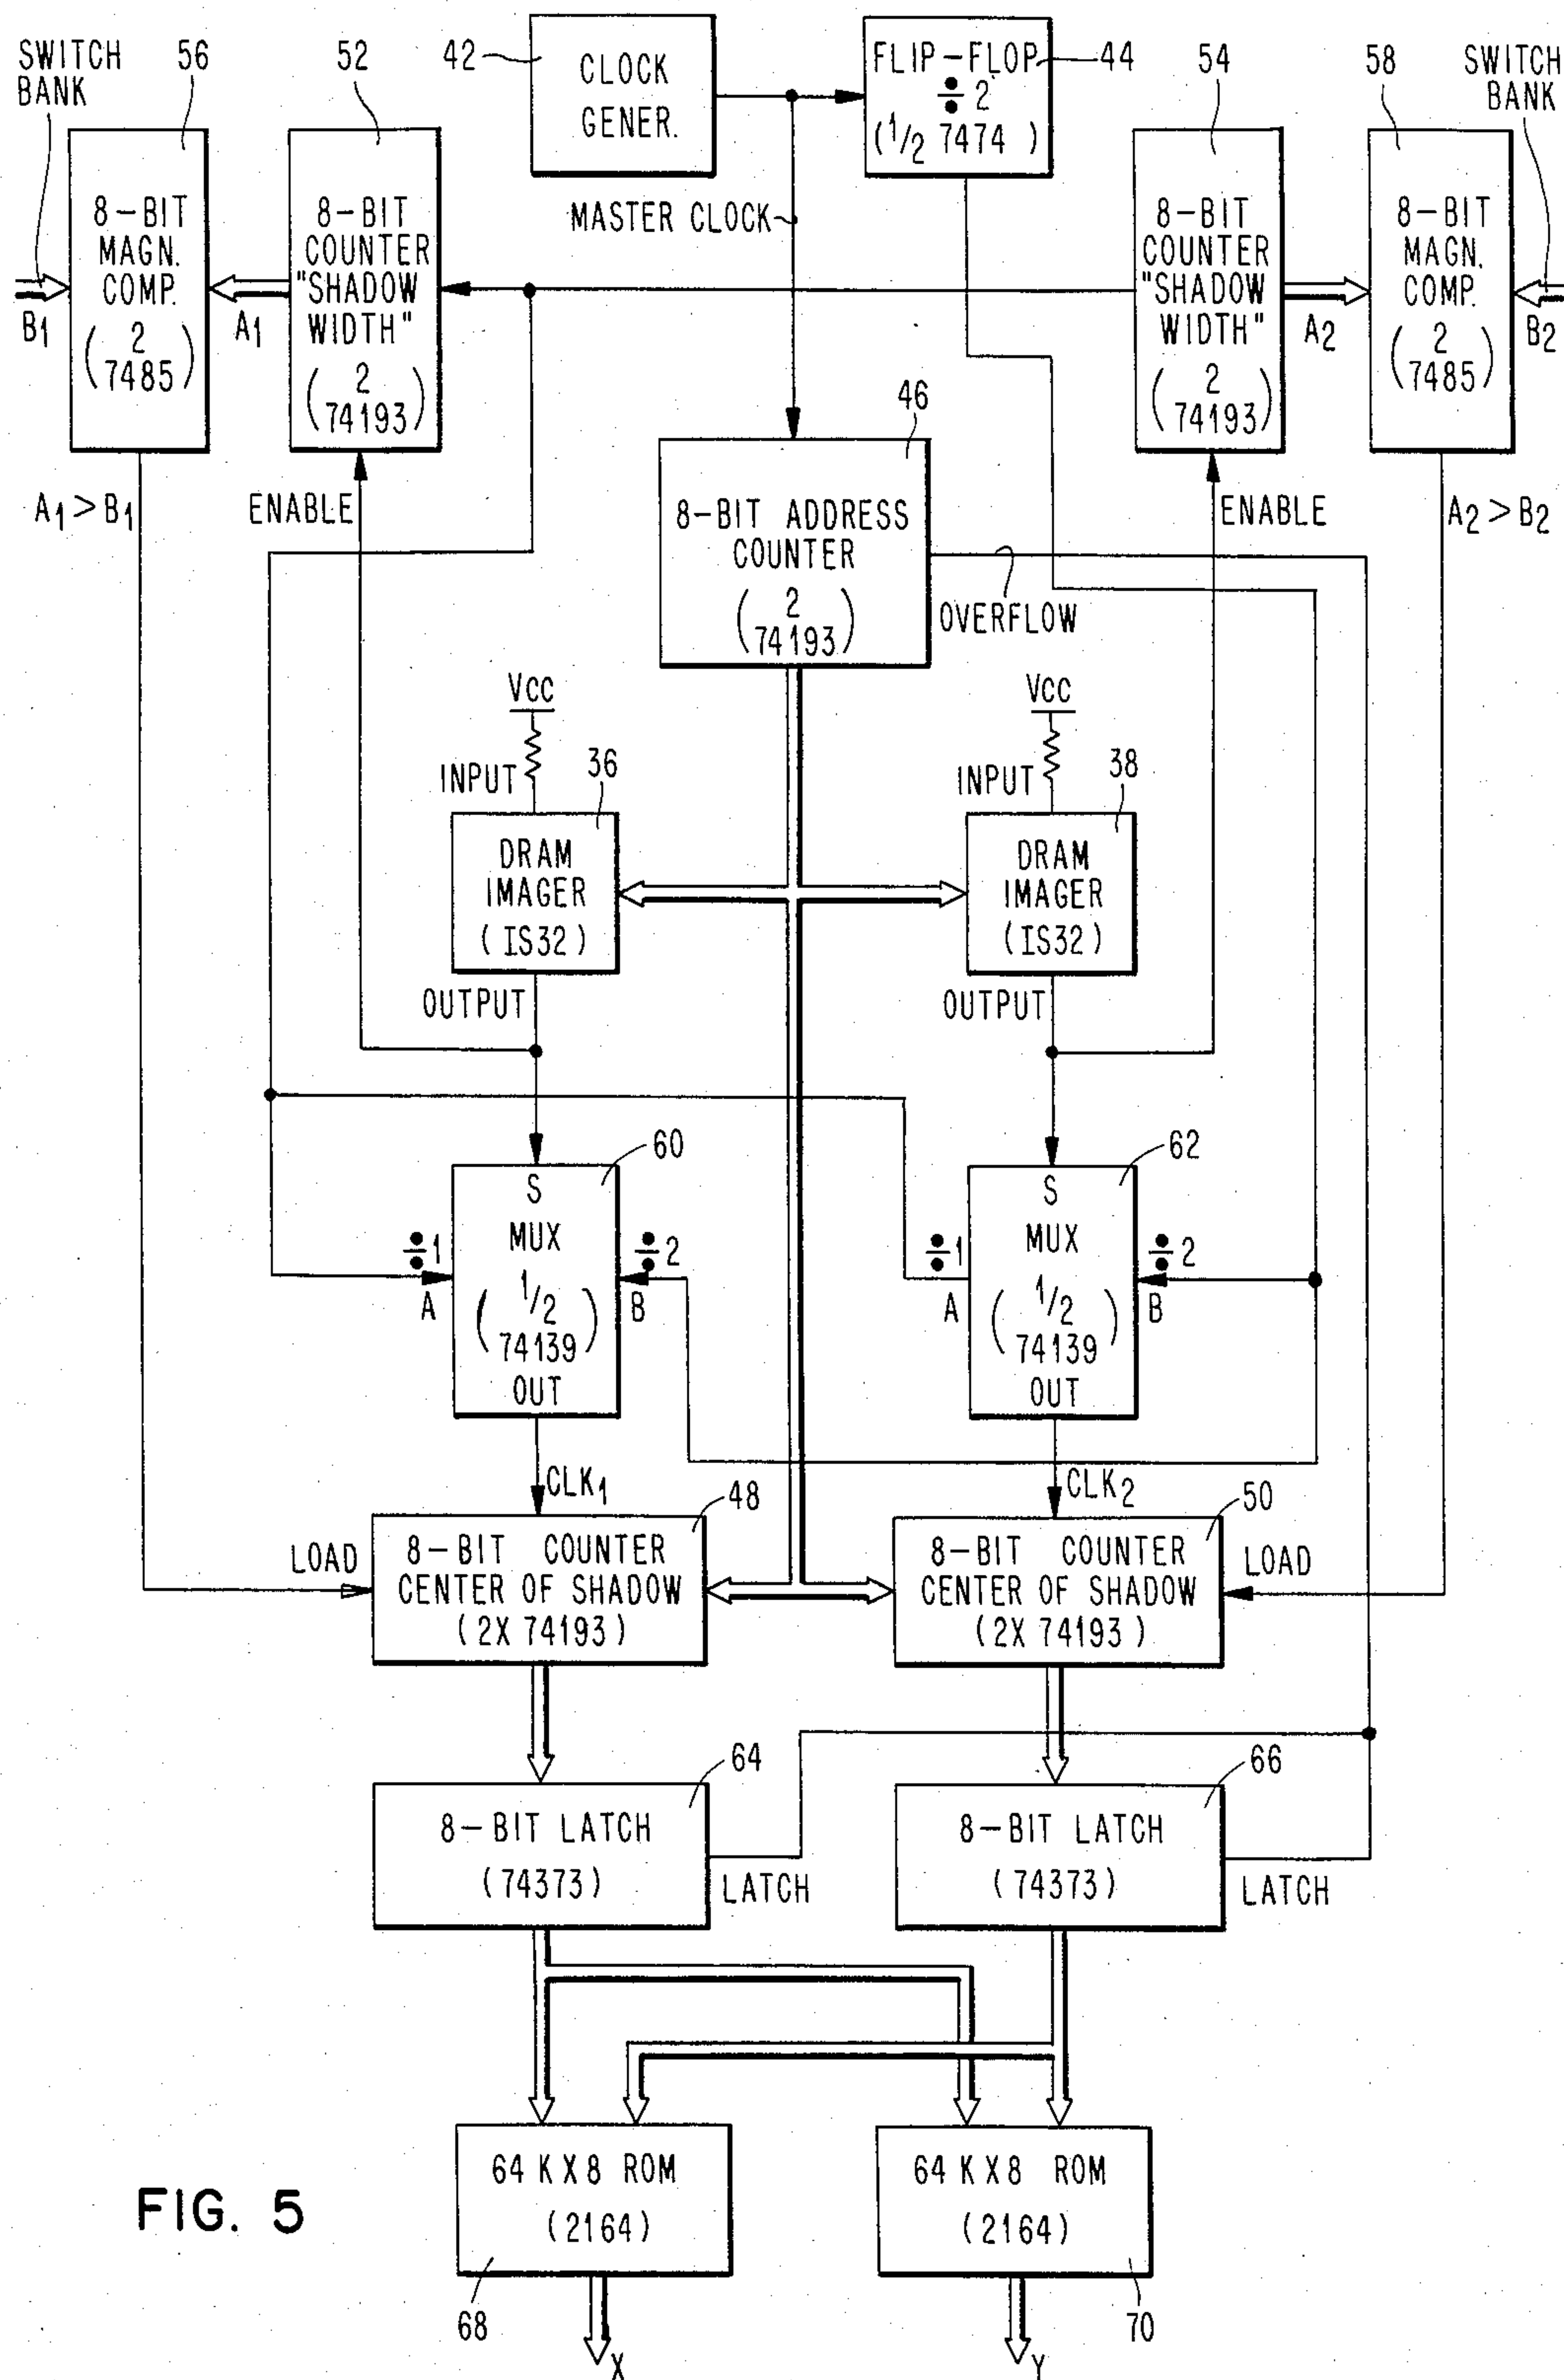 SWITCH
BANK
56
52
42
CLOCK
GENER.
FLIP-FLOP
÷ 2
(1/2 7474)
44
54
58
SWITCH
BANK
MASTER CLOCK
8-BIT
MAGN.
COMP.
(2
7485)
B1
A1
8-BIT
COUNTER
"SHADOW
WIDTH"
(2
74193)
8-BIT
COUNTER
"SHADOW
WIDTH"
(2
74193)
A2
8-BIT
MAGN.
COMP.
(2
7485)
B2
A1 > B1
ENABLE
46
8-BIT ADDRESS
COUNTER
(2
74193)
OVERFLOW
ENABLE
A2 > B2
Vcc
INPUT
36
DRAM
IMAGER
(IS32)
OUTPUT
Vcc
INPUT
38
DRAM
IMAGER
(IS32)
OUTPUT
60
S
MUX
(1/2
74139)
OUT
÷1
A
÷2
B
62
S
MUX
(1/2
74139)
OUT
÷1
A
÷2
B
CLK1
CLK2
48
LOAD
8-BIT COUNTER
CENTER OF SHADOW
(2X 74193)
50
8-BIT COUNTER
CENTER OF SHADOW
(2X 74193)
LOAD
64
8-BIT LATCH
(74373)
LATCH
66
8-BIT LATCH
(74373)
LATCH
64 K X 8 ROM
(2164)
68
X
64 K X 8 ROM
(2164)
70
Y
FIG. 5